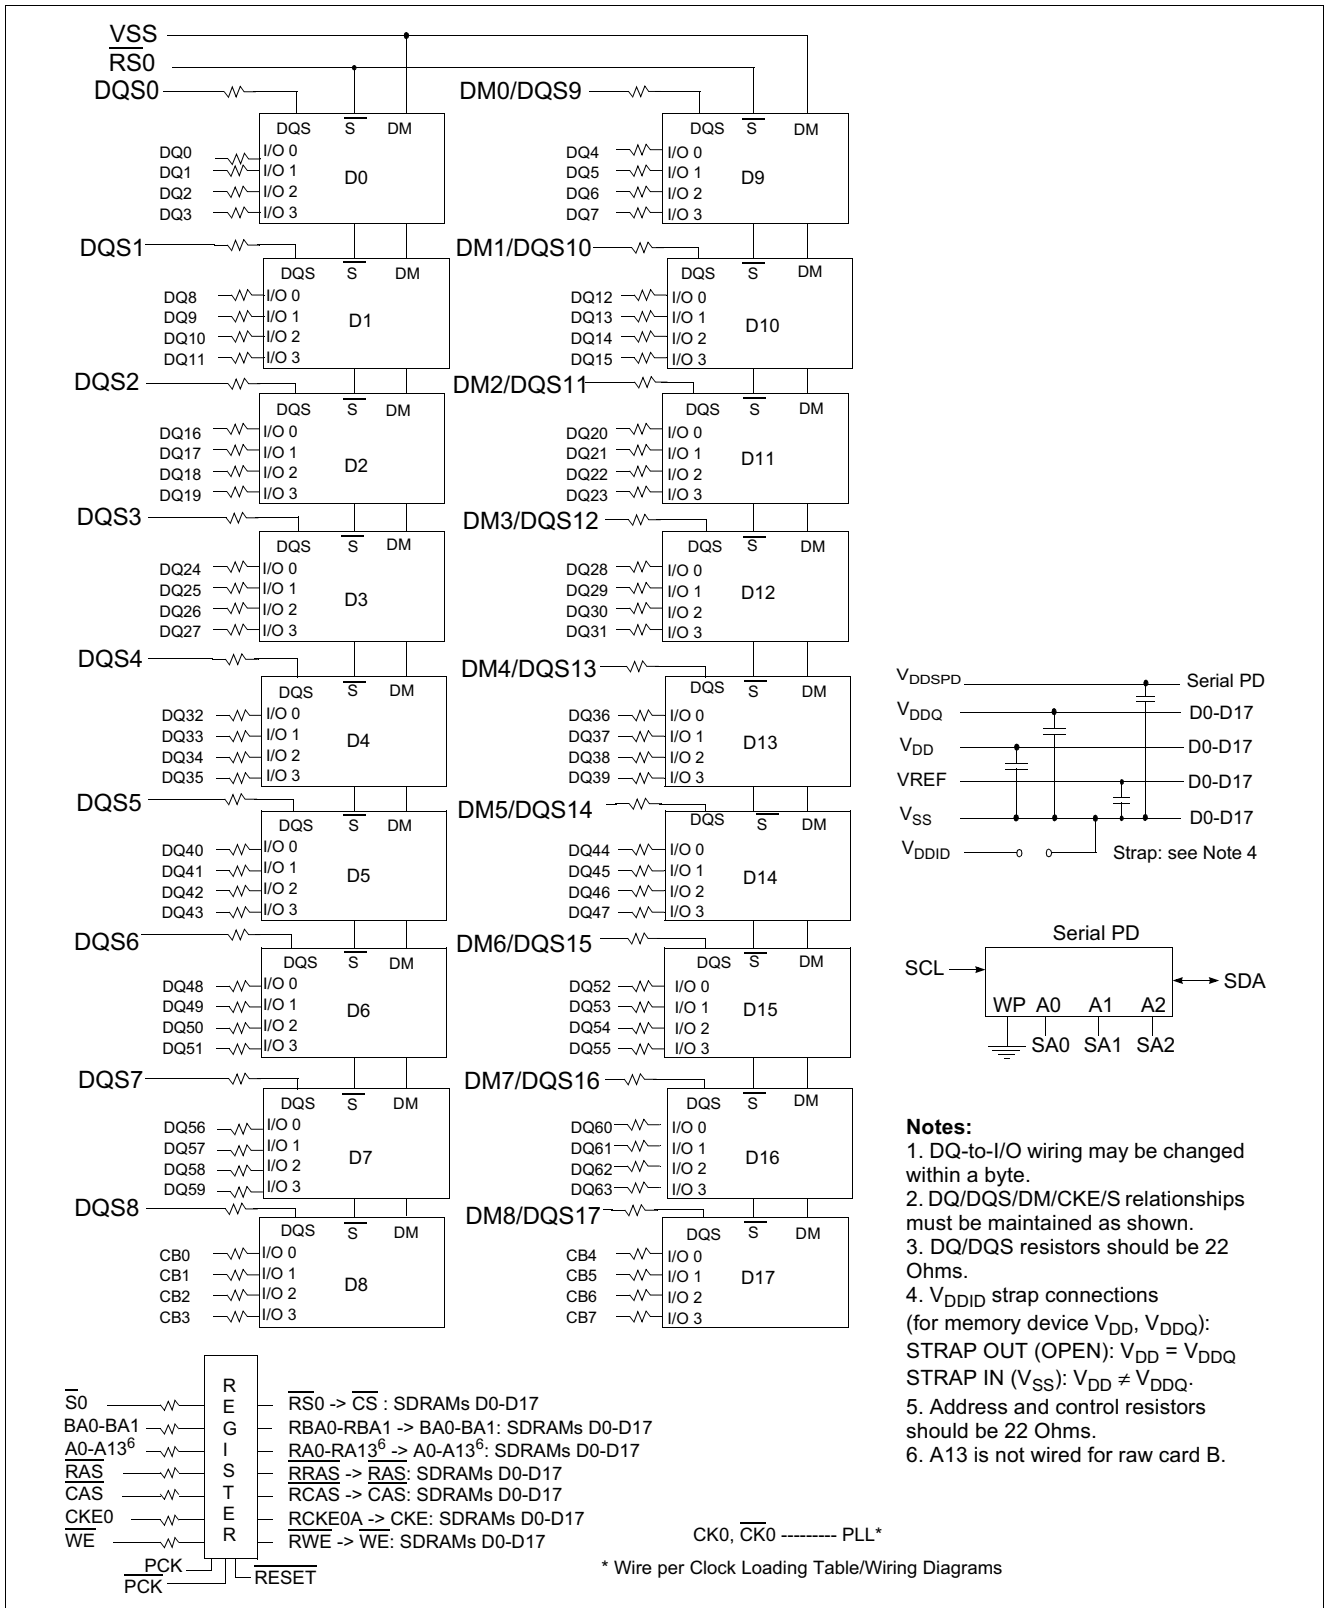 VSS
RS0
DQS0
DM0/DQS9
DQS S DM
DQ0 I/O 0
DQ1 I/O 1
DQ2 I/O 2
DQ3 I/O 3
D0
DQS S DM
DQ4 I/O 0
DQ5 I/O 1
DQ6 I/O 2
DQ7 I/O 3
D9
DQS1
DM1/DQS10
DQS S DM
DQ8 I/O 0
DQ9 I/O 1
DQ10 I/O 2
DQ11 I/O 3
D1
DQS S DM
DQ12 I/O 0
DQ13 I/O 1
DQ14 I/O 2
DQ15 I/O 3
D10
DQS2
DM2/DQS11
DQS S DM
DQ16 I/O 0
DQ17 I/O 1
DQ18 I/O 2
DQ19 I/O 3
D2
DQS S DM
DQ20 I/O 0
DQ21 I/O 1
DQ22 I/O 2
DQ23 I/O 3
D11
DQS3
DM3/DQS12
DQS S DM
DQ24 I/O 0
DQ25 I/O 1
DQ26 I/O 2
DQ27 I/O 3
D3
DQS S DM
DQ28 I/O 0
DQ29 I/O 1
DQ30 I/O 2
DQ31 I/O 3
D12
DQS4
DM4/DQS13
DQS S DM
DQ32 I/O 0
DQ33 I/O 1
DQ34 I/O 2
DQ35 I/O 3
D4
DQS S DM
DQ36 I/O 0
DQ37 I/O 1
DQ38 I/O 2
DQ39 I/O 3
D13
DQS5
DM5/DQS14
DQS S DM
DQ40 I/O 0
DQ41 I/O 1
DQ42 I/O 2
DQ43 I/O 3
D5
DQS S DM
DQ44 I/O 0
DQ45 I/O 1
DQ46 I/O 2
DQ47 I/O 3
D14
DQS6
DM6/DQS15
DQS S DM
DQ48 I/O 0
DQ49 I/O 1
DQ50 I/O 2
DQ51 I/O 3
D6
DQS S DM
DQ52 I/O 0
DQ53 I/O 1
DQ54 I/O 2
DQ55 I/O 3
D15
DQS7
DM7/DQS16
DQS S DM
DQ56 I/O 0
DQ57 I/O 1
DQ58 I/O 2
DQ59 I/O 3
D7
DQS S DM
DQ60 I/O 0
DQ61 I/O 1
DQ62 I/O 2
DQ63 I/O 3
D16
DQS8
DM8/DQS17
DQS S DM
CB0 I/O 0
CB1 I/O 1
CB2 I/O 2
CB3 I/O 3
D8
DQS S DM
CB4 I/O 0
CB5 I/O 1
CB6 I/O 2
CB7 I/O 3
D17
VDDSPD Serial PD
VDDQ D0-D17
VDD D0-D17
VREF D0-D17
VSS D0-D17
VDDID Strap: see Note 4
Serial PD
SCL SDA
WP A0 A1 A2
SA0 SA1 SA2
Notes:
1. DQ-to-I/O wiring may be changed
within a byte.
2. DQ/DQS/DM/CKE/S relationships
must be maintained as shown.
3. DQ/DQS resistors should be 22
Ohms.
4. VDDID strap connections
(for memory device VDD, VDDQ):
STRAP OUT (OPEN): VDD = VDDQ
STRAP IN (VSS): VDD ≠ VDDQ.
5. Address and control resistors
should be 22 Ohms.
6. A13 is not wired for raw card B.
REGISTER
S0 RS0 -> CS : SDRAMs D0-D17
BA0-BA1 RBA0-RBA1 -> BA0-BA1: SDRAMs D0-D17
A0-A13⁶ RA0-RA13⁶ -> A0-A13⁶: SDRAMs D0-D17
RAS RRAS -> RAS: SDRAMs D0-D17
CAS RCAS -> CAS: SDRAMs D0-D17
CKE0 RCKE0A -> CKE: SDRAMs D0-D17
WE RWE -> WE: SDRAMs D0-D17
PCK
PCK
RESET
CK0, CK0 --------- PLL*
* Wire per Clock Loading Table/Wiring Diagrams